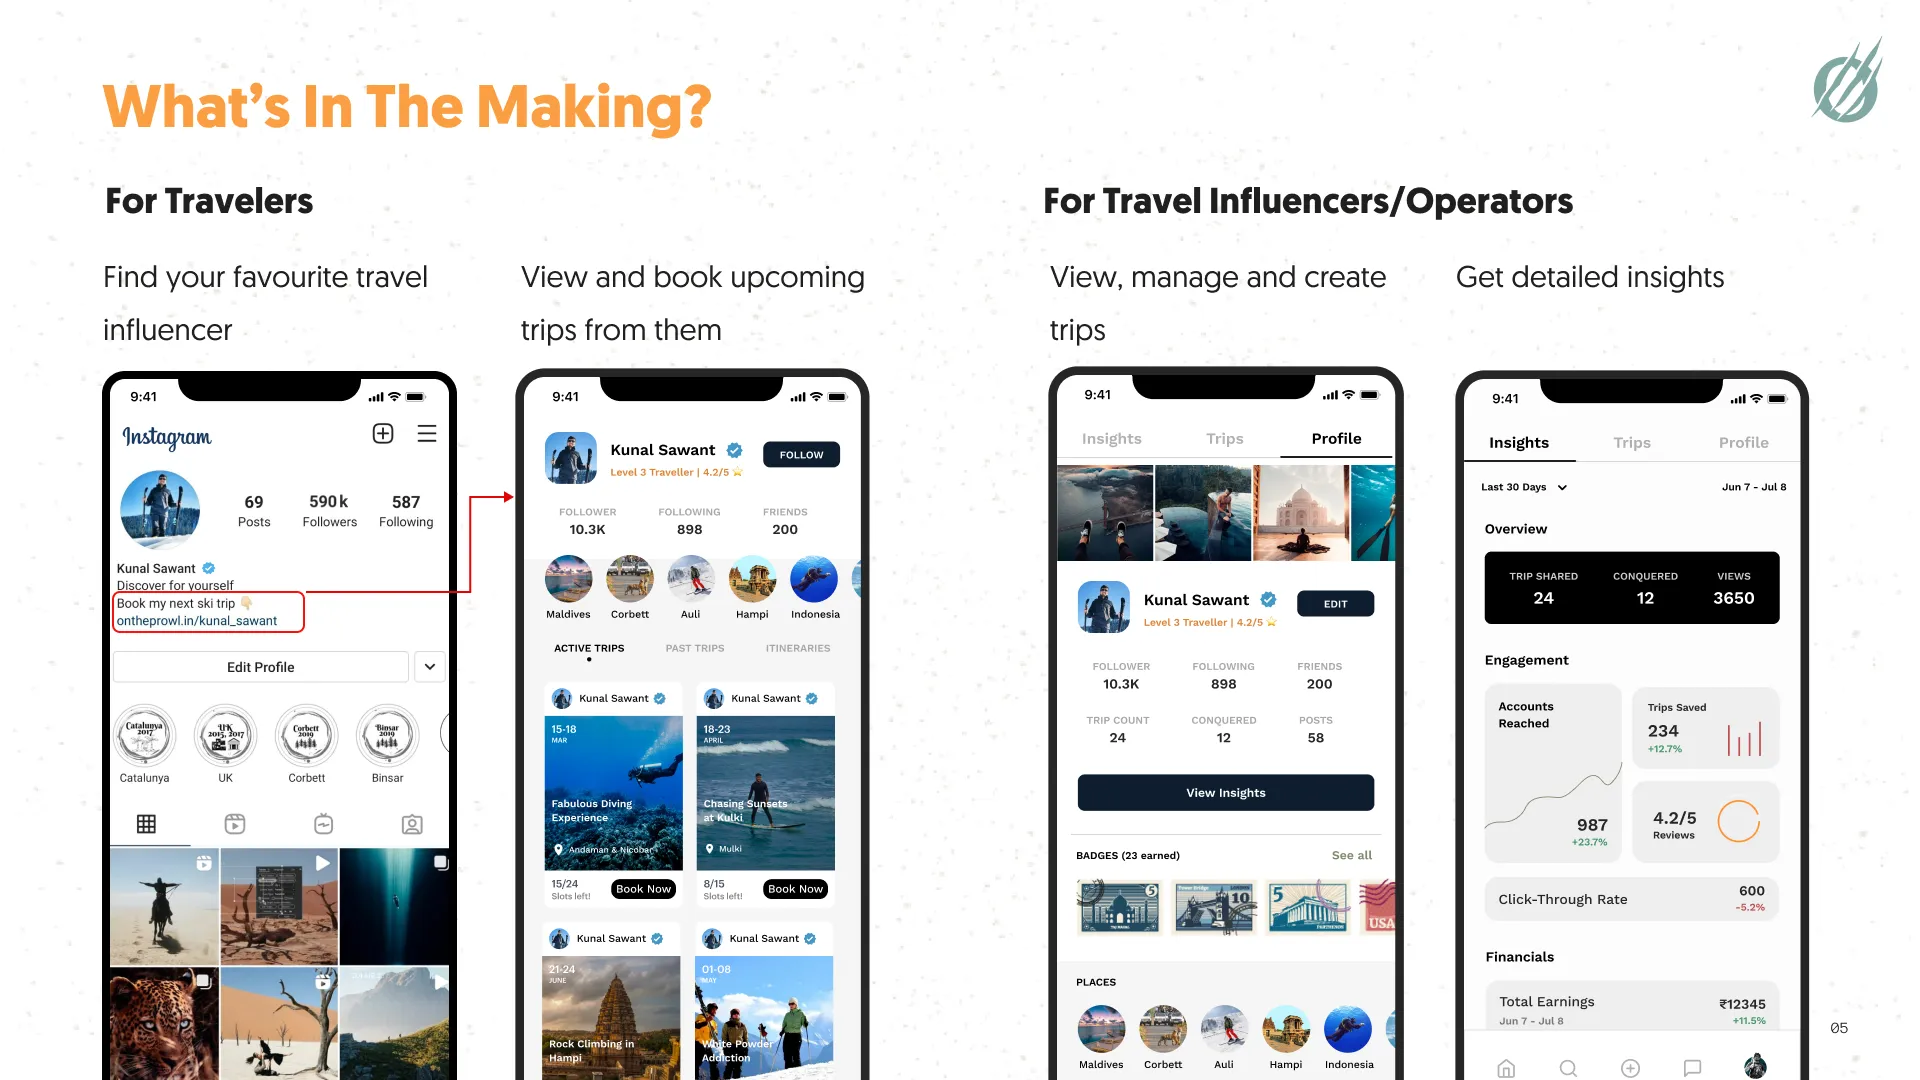 What's In The Making?
For Travelers
Find your favourite travel
influencer
View and book upcoming
trips from them
For Travel Influencers/Operators
View, manage and create
trips
Get detailed insights
9:41
Instagram
69
590 k
587
Posts
Followers
Following
Kunal Sawant
Discover for yourself
Book my next ski trip
ontheprowl.in/kunal_sawant
Edit Profile
Catalunya
2017
UK
2015, 2017
Corbett
2019
Binsar
2019
Catalunya
UK
Corbett
Binsar
9:41
Kunal Sawant
Level 3 Traveller | 4.2/5
FOLLOW
FOLLOWER
FOLLOWING
FRIENDS
10.3K
898
200
Maldives
Corbett
Auli
Hampi
Indonesia
ACTIVE TRIPS
PAST TRIPS
ITINERARIES
Kunal Sawant
15-18
MAR
Fabulous Diving
Experience
Andaman & Nicobar
15/24
Slots left!
Book Now
Kunal Sawant
18-23
APRIL
Chasing Sunsets
at Kulki
Mulki
8/15
Slots left!
Book Now
Kunal Sawant
21-24
JUNE
Rock Climbing in
Hampi
Kunal Sawant
01-08
MAY
White Powder
Addiction
9:41
Insights
Trips
Profile
Kunal Sawant
Level 3 Traveller | 4.2/5
EDIT
FOLLOWER
FOLLOWING
FRIENDS
10.3K
898
200
TRIP COUNT
CONQUERED
POSTS
24
12
58
View Insights
BADGES (23 earned)
See all
5
Tower Bridge
LONDON
10
5
PARTHENON
USA
PLACES
Maldives
Corbett
Auli
Hampi
Indonesia
9:41
Insights
Trips
Profile
Last 30 Days
Jun 7 - Jul 8
Overview
TRIP SHARED
CONQUERED
VIEWS
24
12
3650
Engagement
Accounts
Reached
987
+23.7%
Trips Saved
234
+12.7%
4.2/5
Reviews
Click-Through Rate
600
-5.2%
Financials
Total Earnings
Jun 7 - Jul 8
₹12345
+11.5%
05